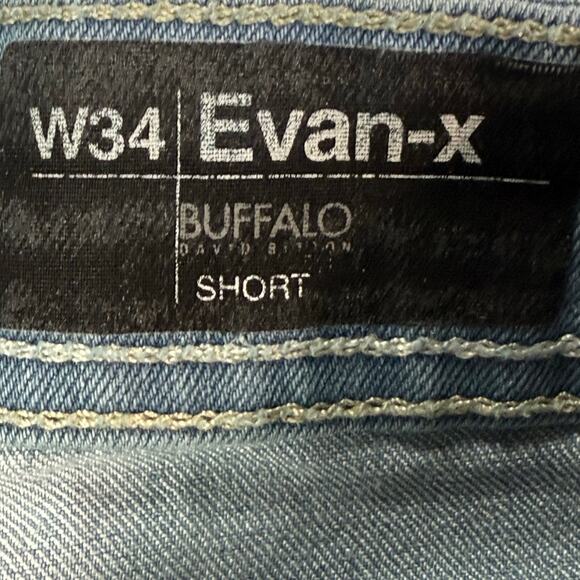 W34 Evan-x
BUFFALO
DAVID BITTON
SHORT